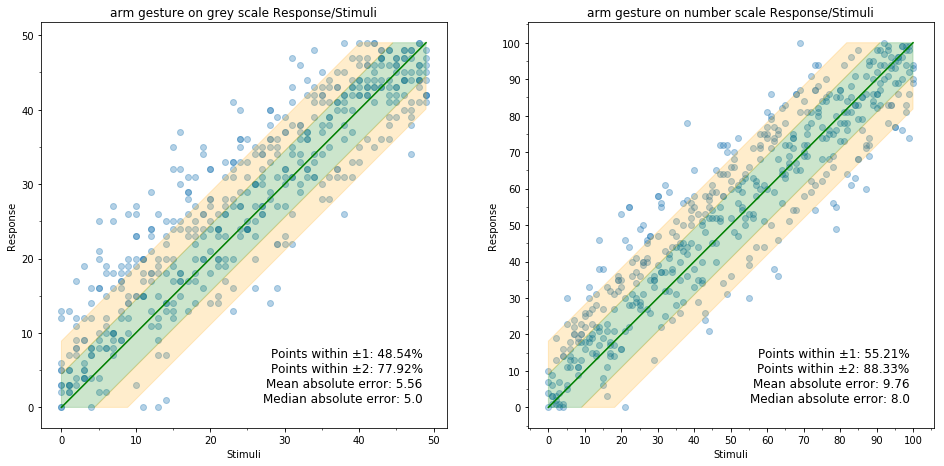 arm gesture on grey scale Response/Stimuli
50
40
30
20
10
0
Response
Points within ±1: 48.54%
Points within ±2: 77.92%
Mean absolute error: 5.56
Median absolute error: 5.0
0 10 20 30 40 50
Stimuli
arm gesture on number scale Response/Stimuli
100
90
80
70
60
50
40
30
20
10
0
Response
Points within ±1: 55.21%
Points within ±2: 88.33%
Mean absolute error: 9.76
Median absolute error: 8.0
0 10 20 30 40 50 60 70 80 90 100
Stimuli